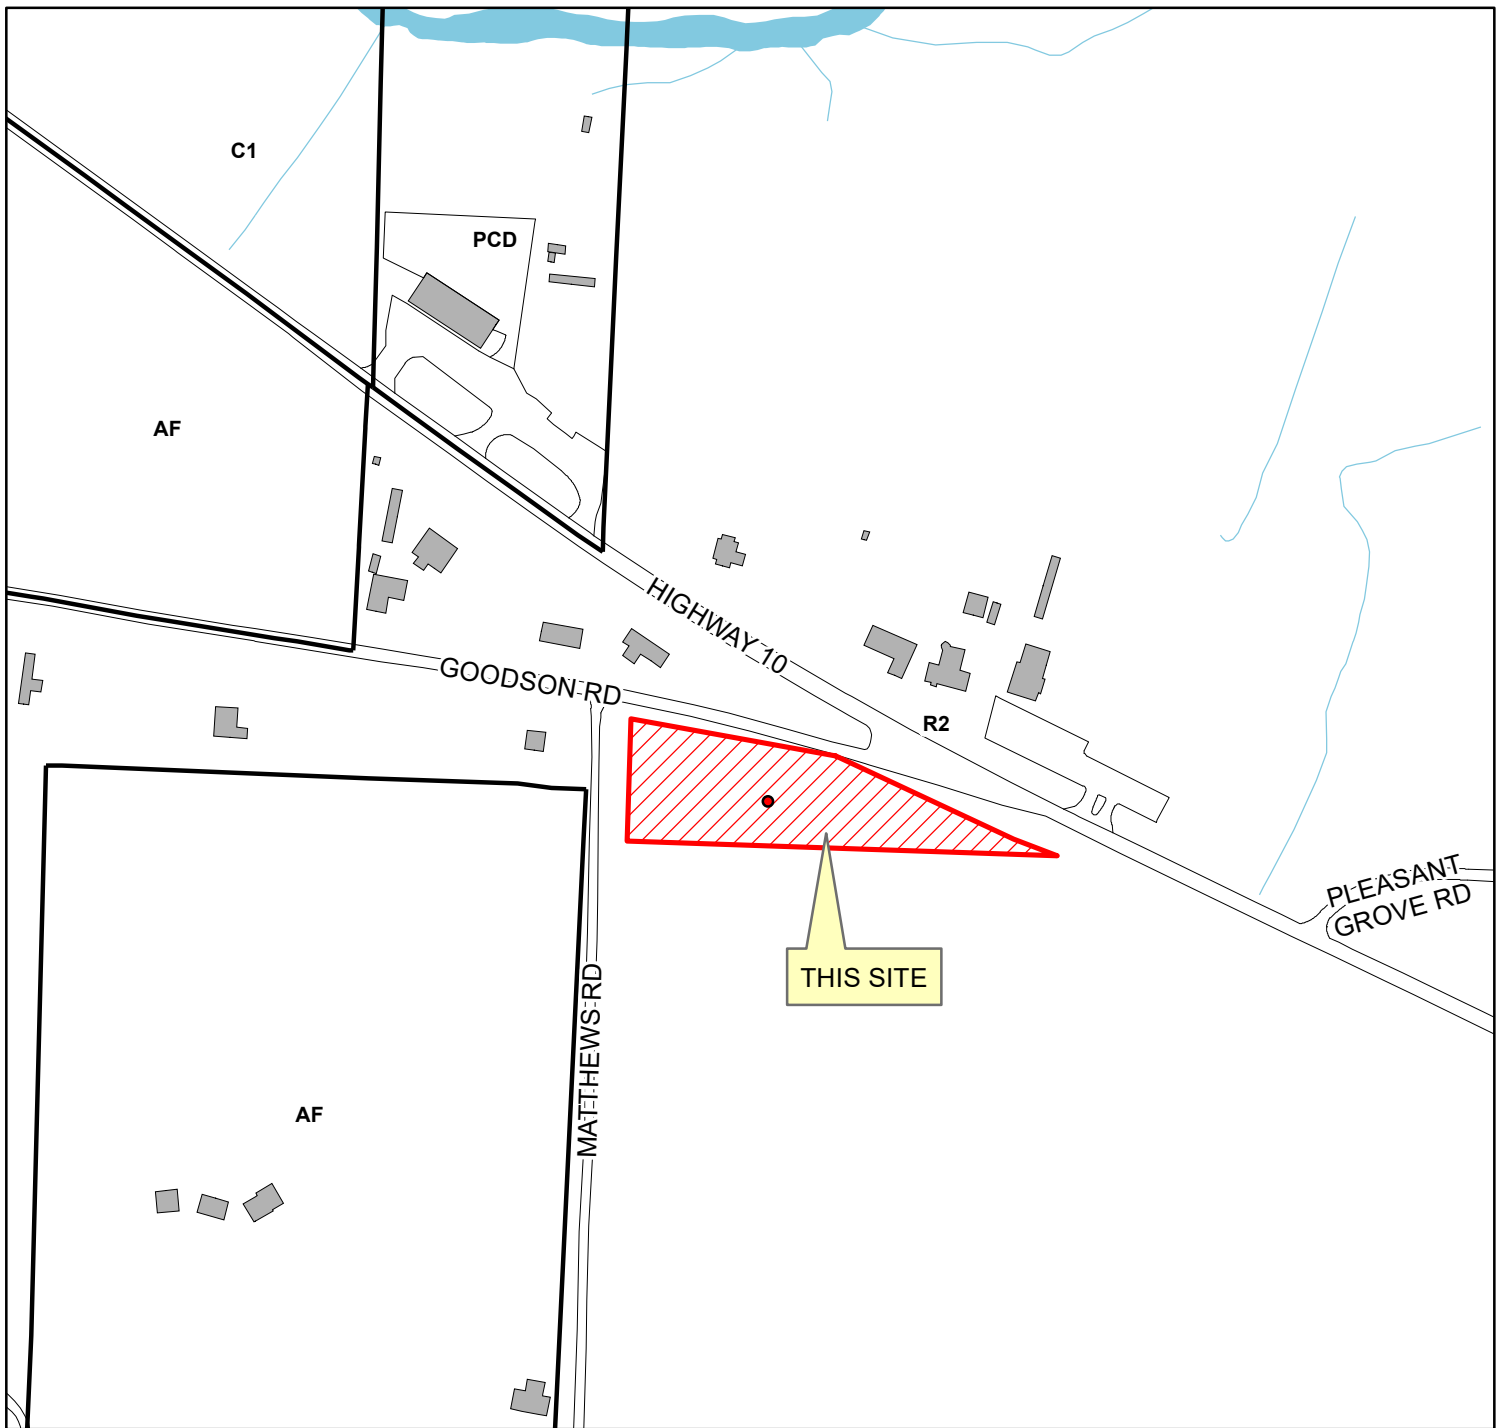 C1
PCD
AF
HIGHWAY 10
GOODSON RD
R2
PLEASANT
GROVE RD
THIS SITE
MATTHEWS RD
AF